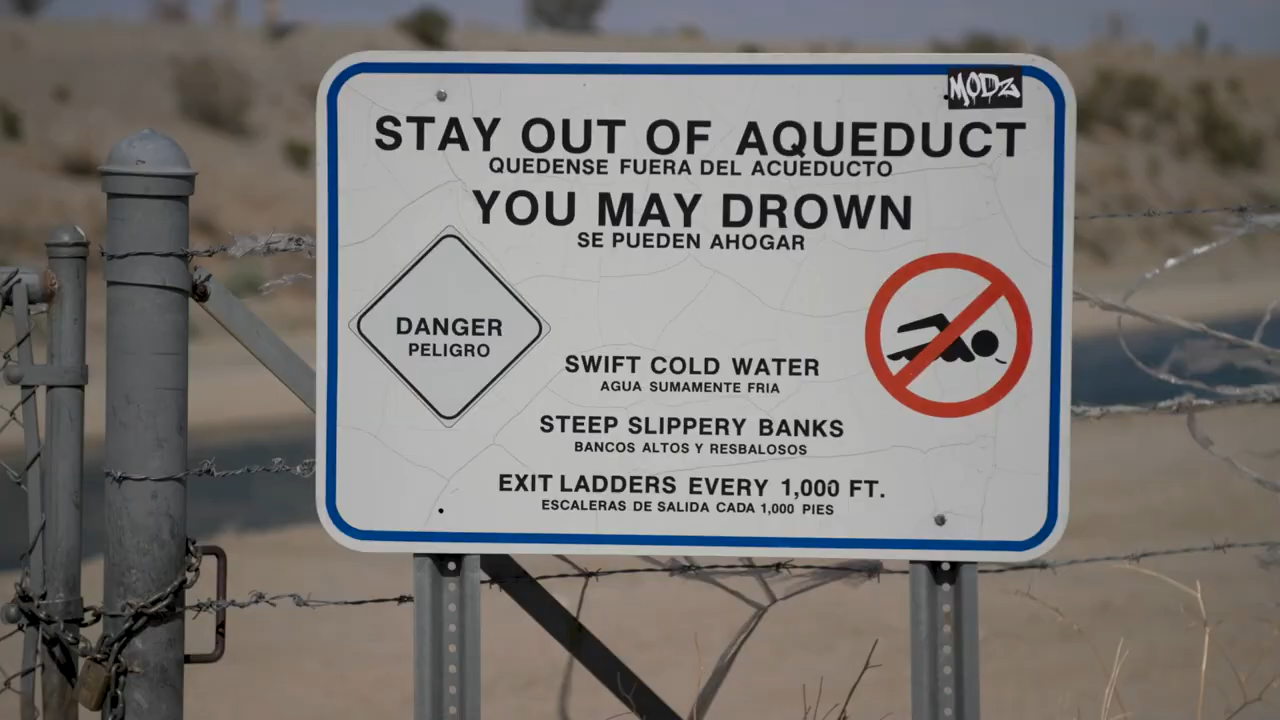 MODZ
STAY OUT OF AQUEDUCT
QUEDENSE FUERA DEL ACUEDUCTO
YOU MAY DROWN
SE PUEDEN AHOGAR
DANGER
PELIGRO
SWIFT COLD WATER
AGUA SUMAMENTE FRIA
STEEP SLIPPERY BANKS
BANCOS ALTOS Y RESBALOSOS
EXIT LADDERS EVERY 1,000 FT.
ESCALERAS DE SALIDA CADA 1,000 PIES